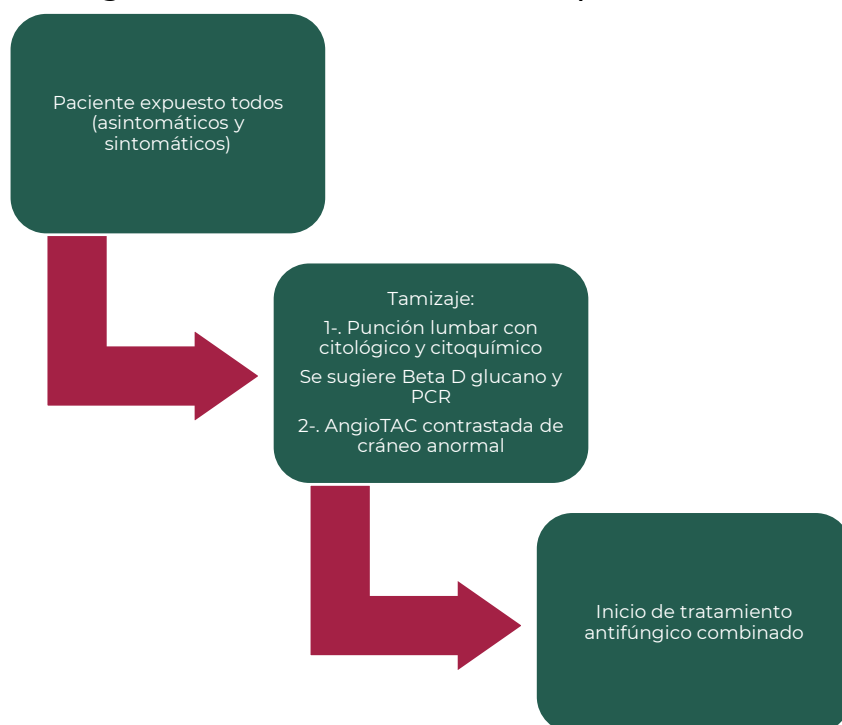 Paciente expuesto todos
(asintomáticos y
sintomáticos)
Tamizaje:
1-. Punción lumbar con
citológico y citoquímico
Se sugiere Beta D glucano y
PCR
2-. AngioTAC contrastada de
cráneo anormal
Inicio de tratamiento
antifúngico combinado